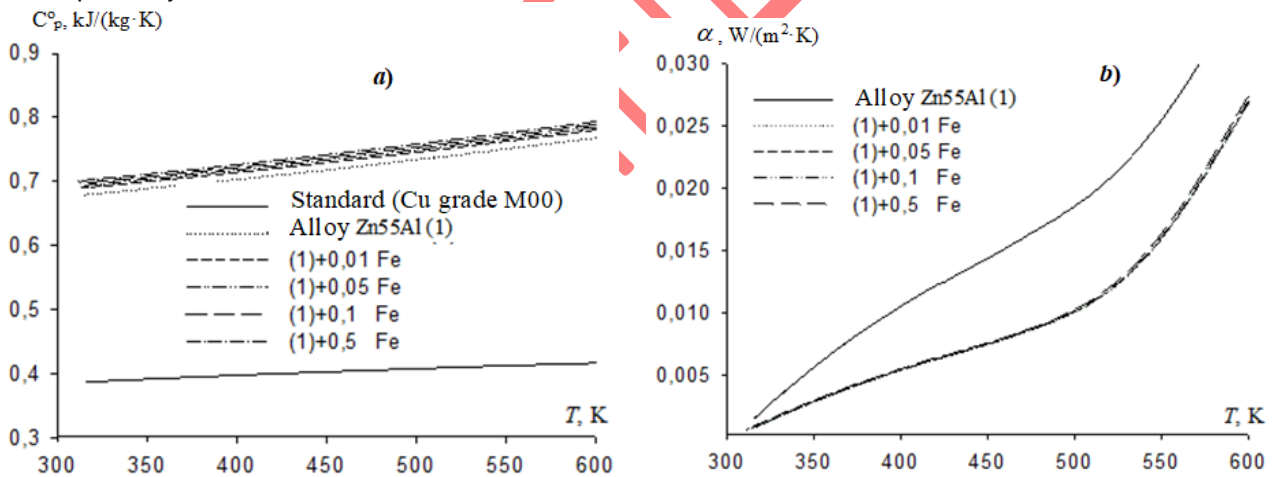 C°p, kJ/(kg·K)
a)
0,9
0,8
0,7
0,6
0,5
0,4
0,3
Standard (Cu grade M00)
Alloy Zn55Al (1)
(1)+0,01 Fe
(1)+0,05 Fe
(1)+0,1 Fe
(1)+0,5 Fe
T, K
300 350 400 450 500 550 600
α , W/(m²·K)
b)
0,030
0,025
0,020
0,015
0,010
0,005
Alloy Zn55Al (1)
(1)+0,01 Fe
(1)+0,05 Fe
(1)+0,1 Fe
(1)+0,5 Fe
T, K
300 350 400 450 500 550 600